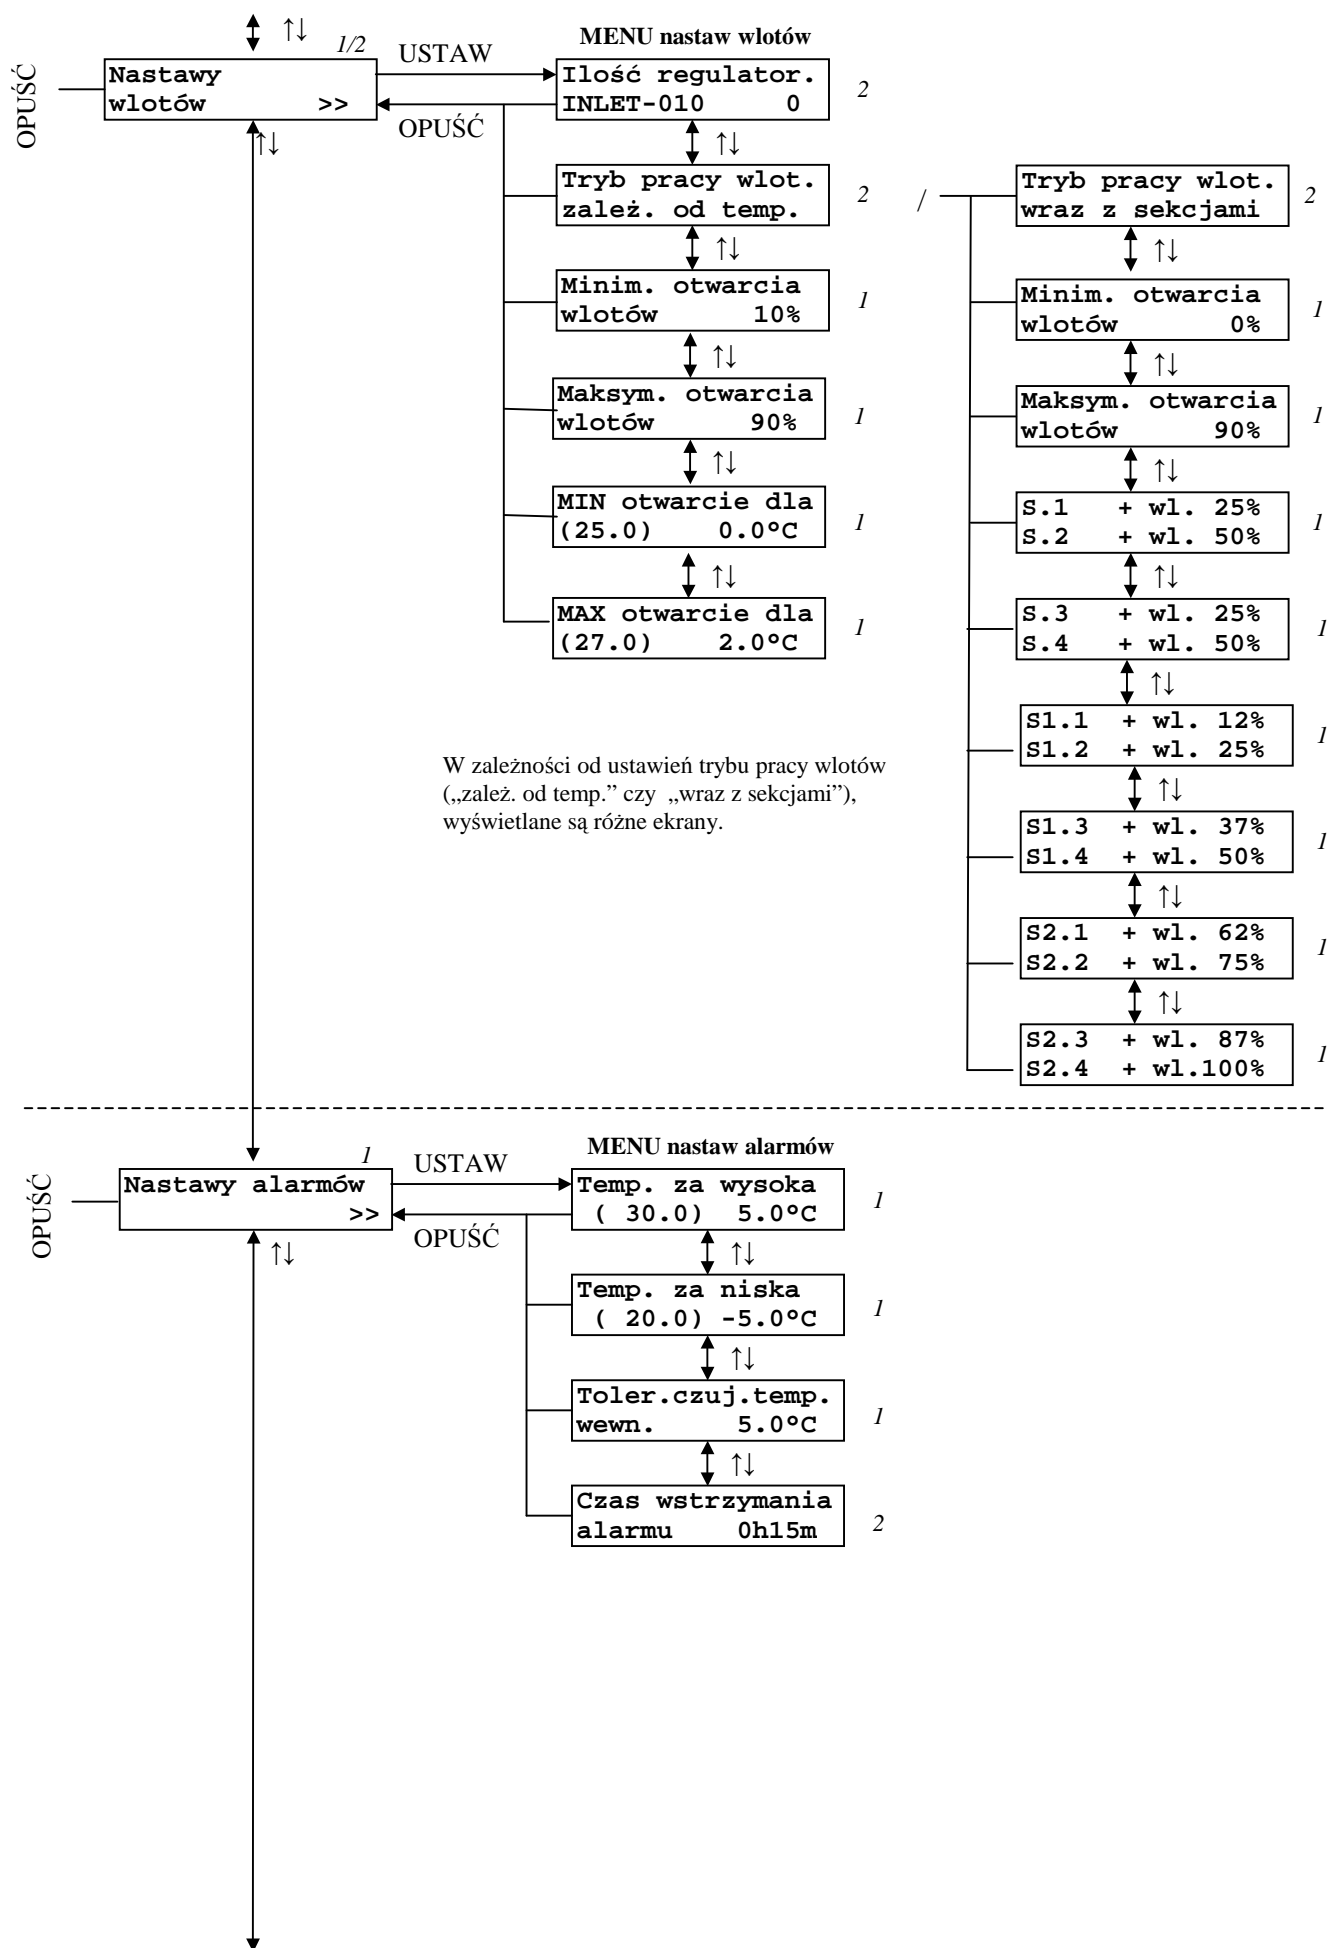 ↑↓
1/2
OPUŚĆ
Nastawy
wlotów >>
↑↓
USTAW
OPUŚĆ
MENU nastaw wlotów
Ilość regulator.
INLET-010 0
2
↑↓
Tryb pracy wlot.
zależ. od temp.
2
↑↓
Minim. otwarcia
wlotów 10%
1
↑↓
Maksym. otwarcia
wlotów 90%
1
↑↓
MIN otwarcie dla
(25.0) 0.0°C
1
↑↓
MAX otwarcie dla
(27.0) 2.0°C
1
/
Tryb pracy wlot.
wraz z sekcjami
2
↑↓
Minim. otwarcia
wlotów 0%
1
↑↓
Maksym. otwarcia
wlotów 90%
1
↑↓
S.1 + wl. 25%
S.2 + wl. 50%
1
↑↓
S.3 + wl. 25%
S.4 + wl. 50%
1
↑↓
S1.1 + wl. 12%
S1.2 + wl. 25%
1
↑↓
S1.3 + wl. 37%
S1.4 + wl. 50%
1
↑↓
S2.1 + wl. 62%
S2.2 + wl. 75%
1
↑↓
S2.3 + wl. 87%
S2.4 + wl.100%
1
W zależności od ustawień trybu pracy wlotów
(„zależ. od temp.” czy „wraz z sekcjami”),
wyświetlane są różne ekrany.
OPUŚĆ
1
Nastawy alarmów
>>
↑↓
USTAW
OPUŚĆ
MENU nastaw alarmów
Temp. za wysoka
( 30.0) 5.0°C
1
↑↓
Temp. za niska
( 20.0) -5.0°C
1
↑↓
Toler.czuj.temp.
wewn. 5.0°C
1
↑↓
Czas wstrzymania
alarmu 0h15m
2